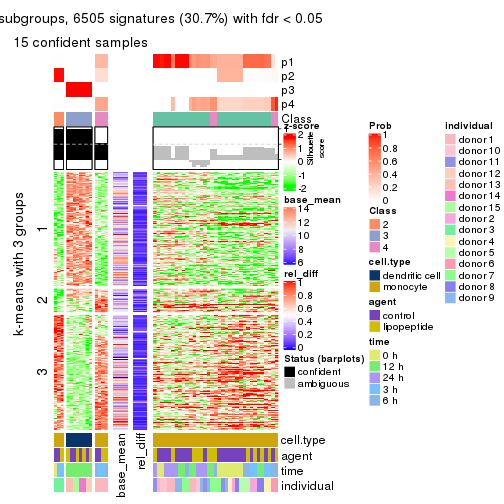 subgroups, 6505 signatures (30.7%) with fdr < 0.05
15 confident samples
p1
p2
p3
p4
Class
Silhouette
score
k-means with 3 groups
1
2
3
base_mean
rel_diff
cell.type
agent
time
individual
z-score
2
1
0
-1
-2
base_mean
14
12
10
8
6
rel_diff
1
0.8
0.6
0.4
0.2
0
Status (barplots)
confident
ambiguous
Prob
1
0.8
0.6
0.4
0.2
0
Class
2
3
4
cell.type
dendritic cell
monocyte
agent
control
lipopeptide
time
0 h
12 h
24 h
3 h
6 h
individual
donor1
donor10
donor11
donor12
donor13
donor14
donor15
donor2
donor3
donor4
donor5
donor6
donor7
donor8
donor9